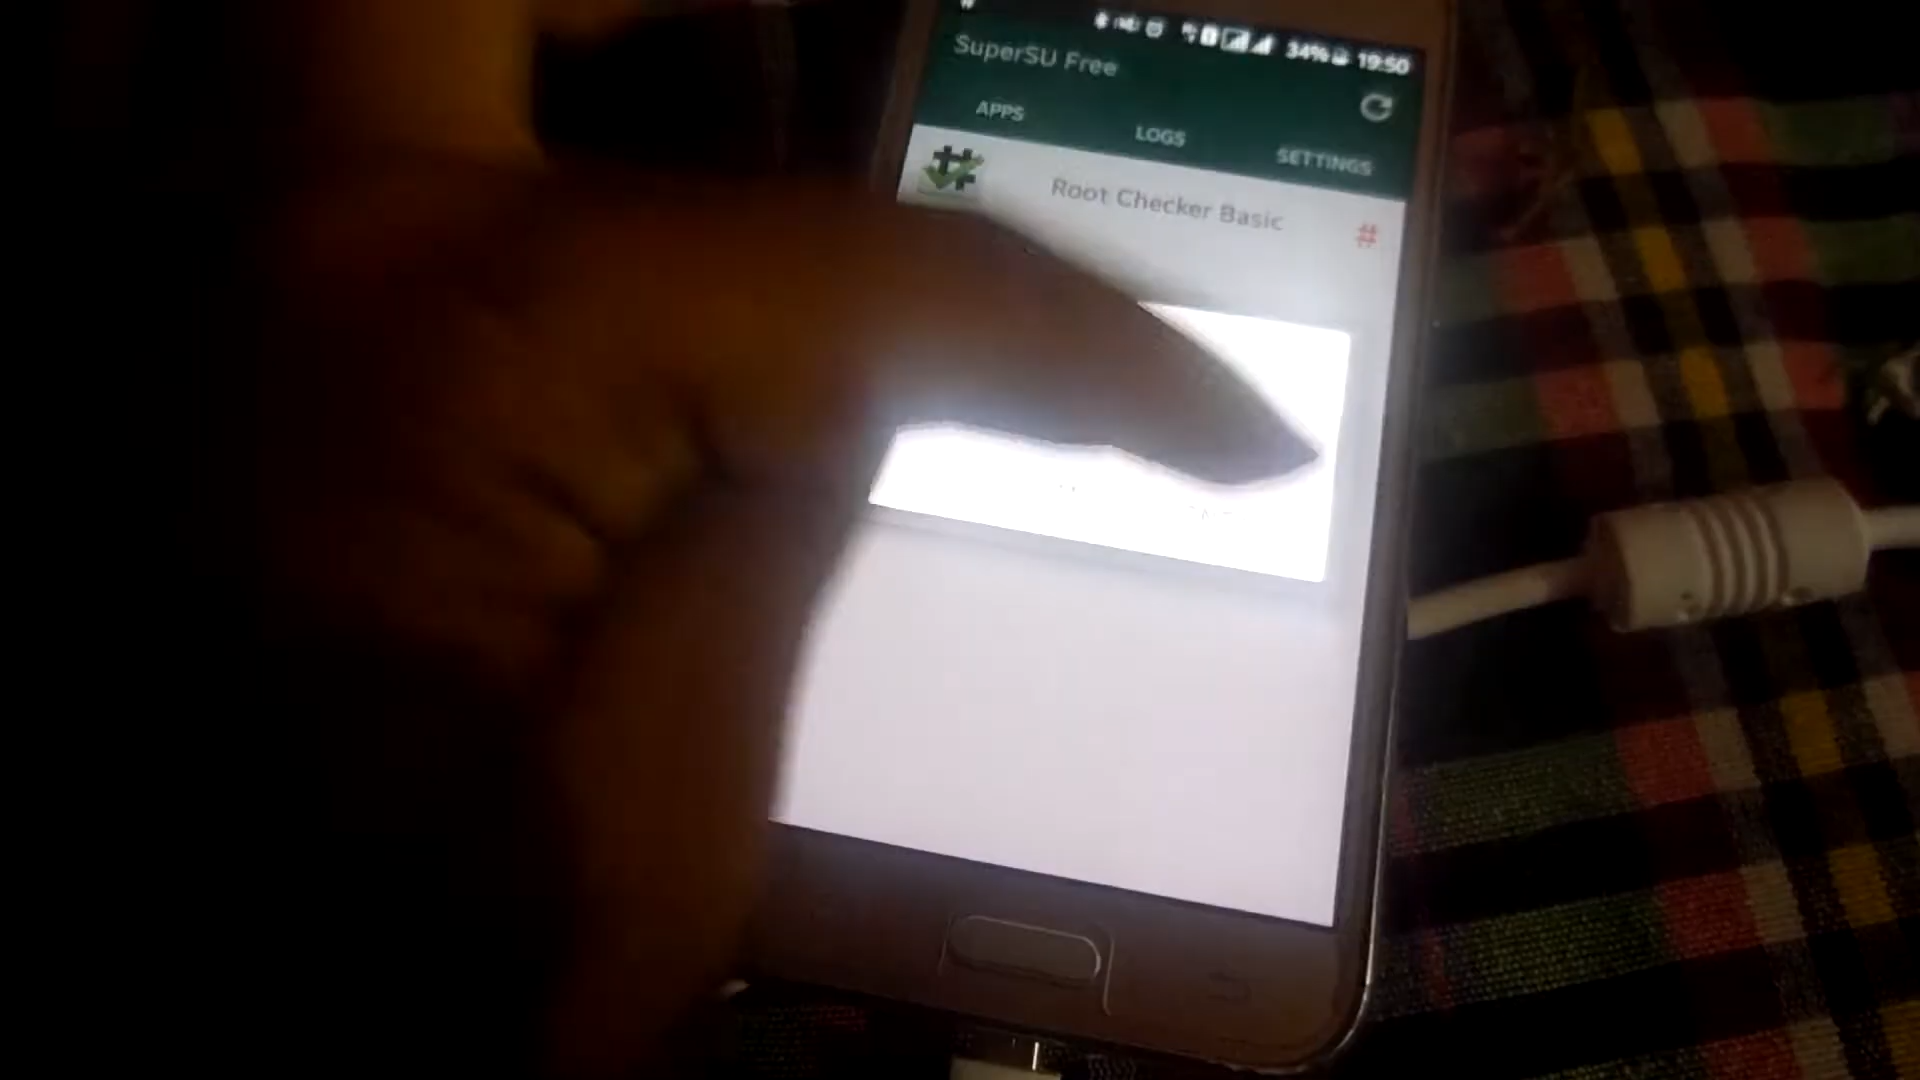 34% 19:50
SuperSU Free
APPS
LOGS
SETTINGS
Root Checker Basic
#